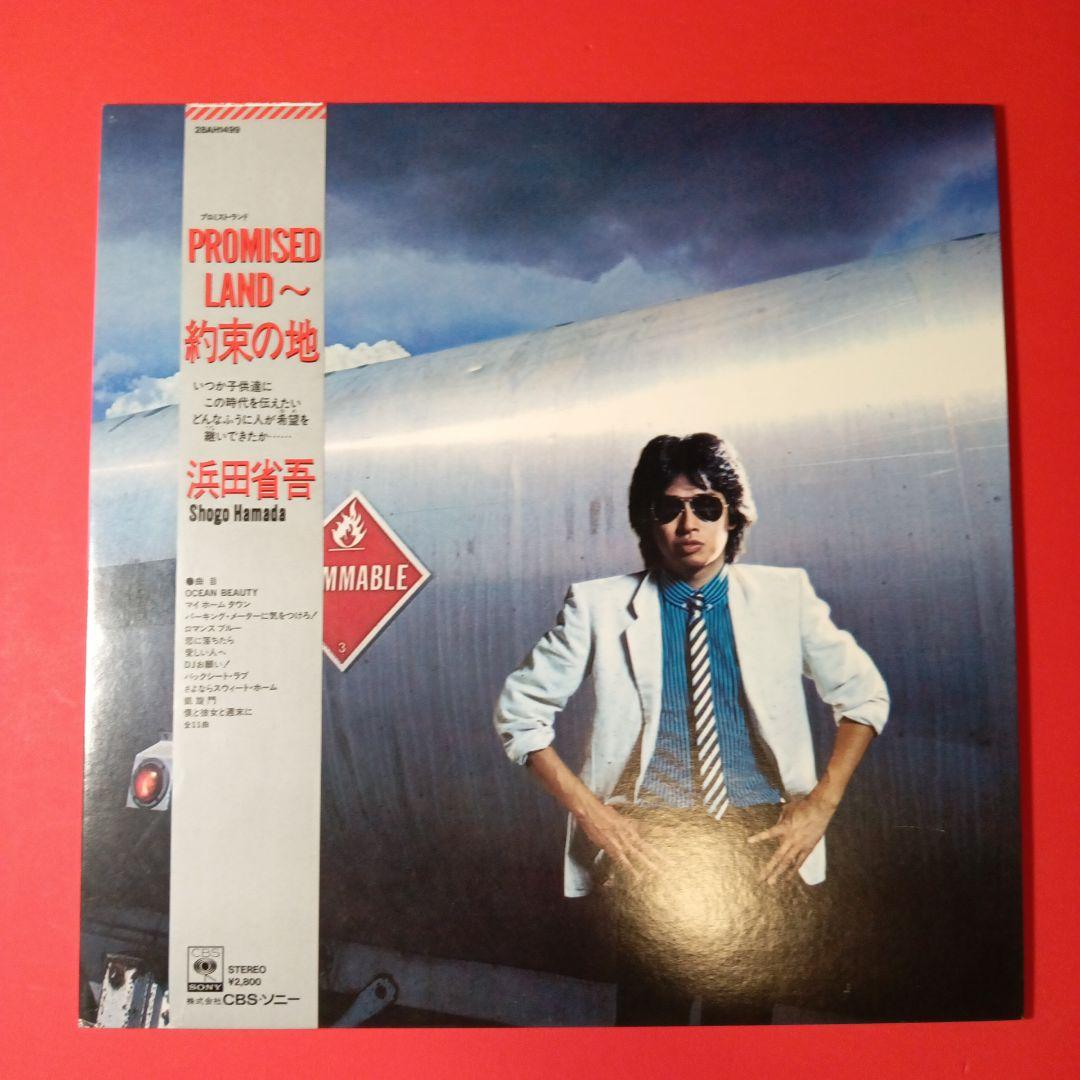 28AH1499
プロミスト・ランド
PROMISED
LAND〜
約束の地
いつか子供達に
この時代を伝えたい
どんなふうに人が希望を
継いできたか……
浜田省吾
Shogo Hamada
●曲目
OCEAN BEAUTY
マイ ホーム タウン
パーキング・メーターに気をつけろ!
ロマンス ブルー
恋に落ちたら
愛しい人へ
DJお願い!
バックシート・ラブ
さよならスウィート・ホーム
凱旋門
僕と彼女と週末に
全11曲
MMABLE
3
CBS
SONY
STEREO
¥2,800
株式会社CBS・ソニー